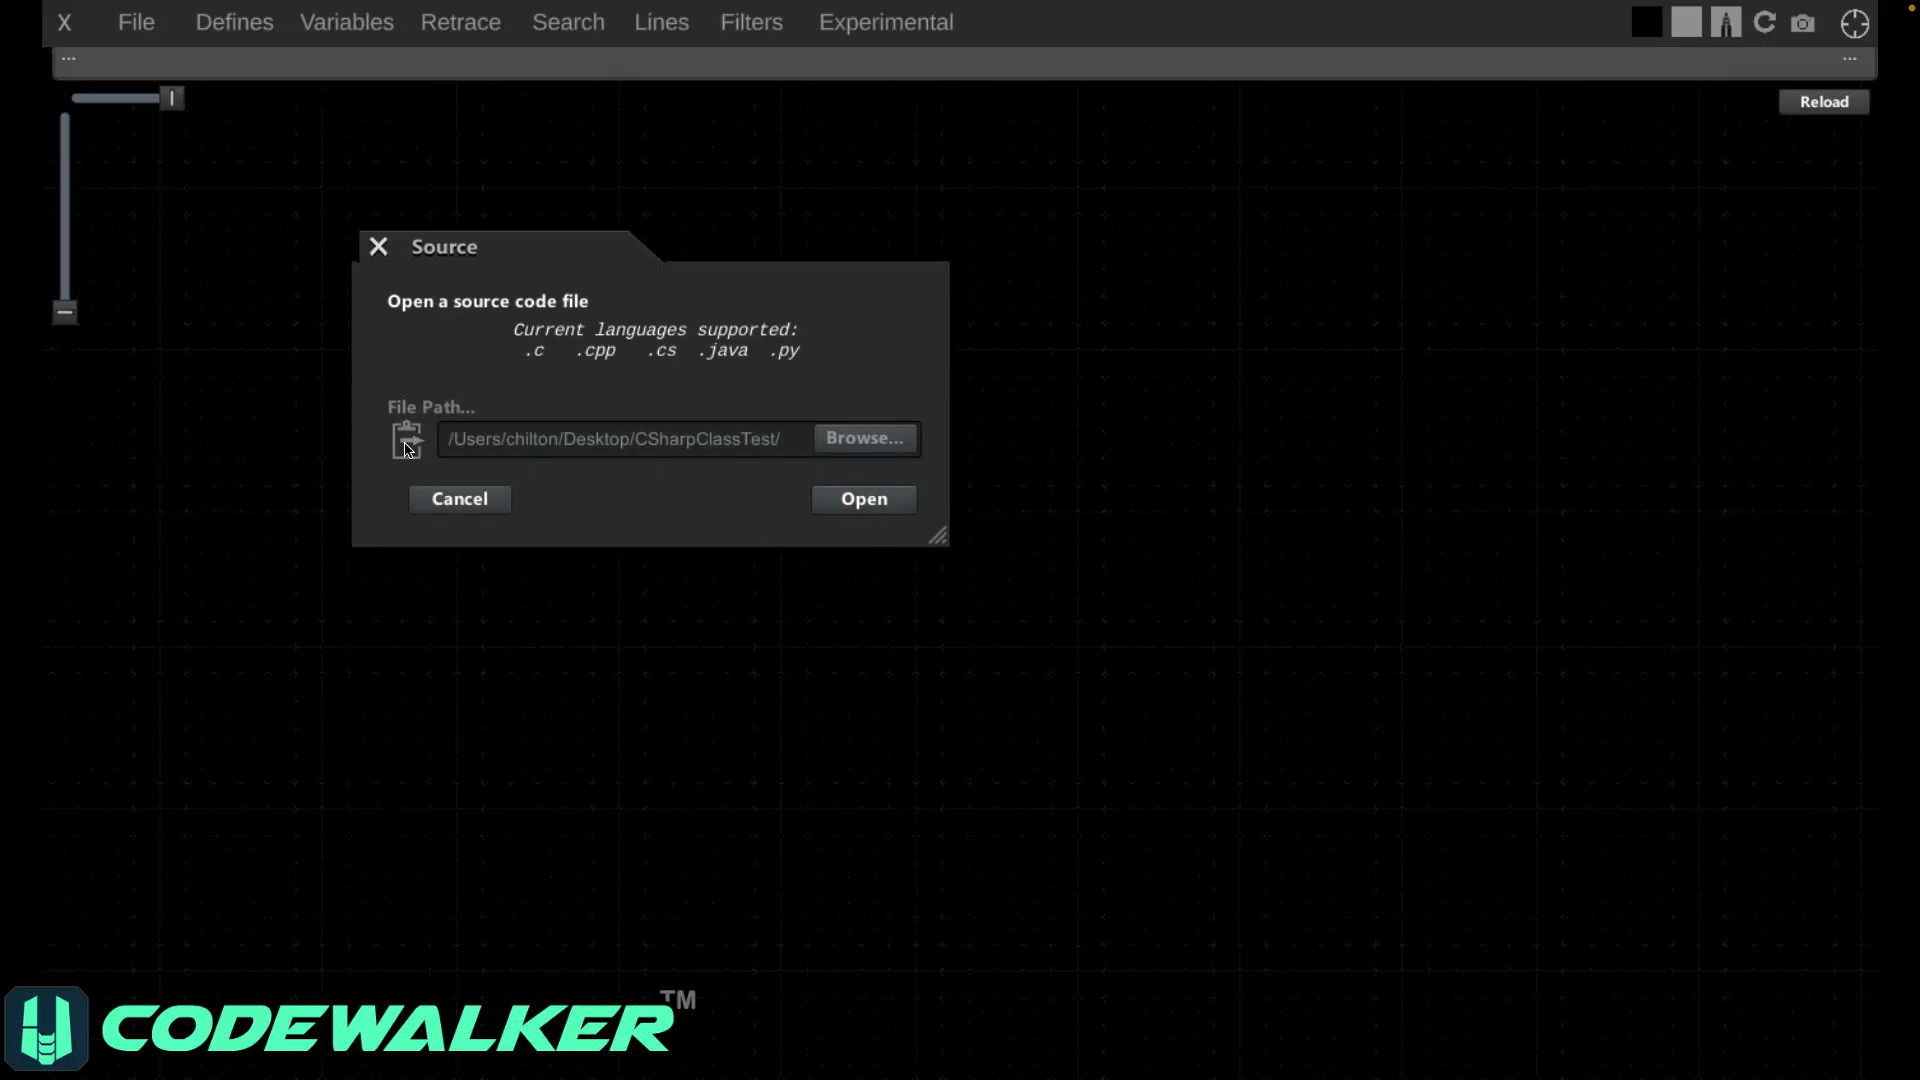 X File Defines Variables Retrace Search Lines Filters Experimental
... ...
Reload
Source
Open a source code file
Current languages supported:
.c .cpp .cs .java .py
File Path...
/Users/chilton/Desktop/CSharpClassTest/ Browse...
Cancel Open
CODEWALKER™